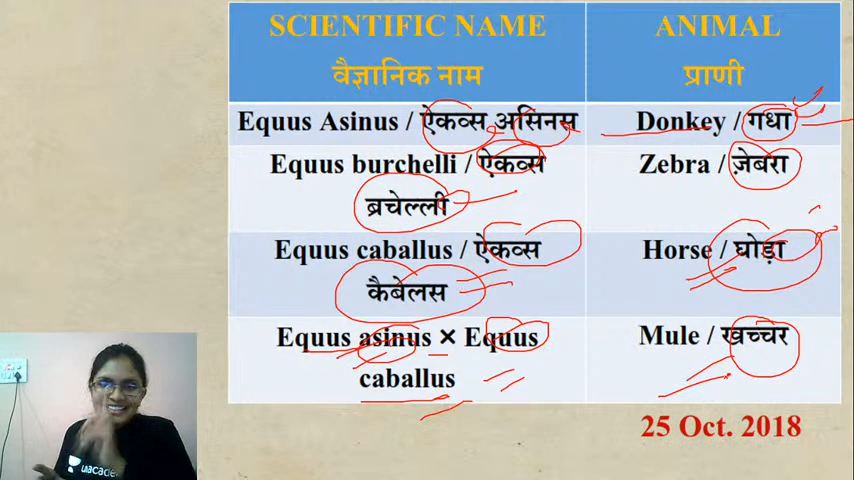 SCIENTIFIC NAME
वैज्ञानिक नाम
ANIMAL
प्राणी
Equus Asinus / ऐकव्स असिनस
Donkey / गधा
Equus burchelli / ऐकव्स
ब्रचेल्ली
Zebra / ज़ेबरा
Equus caballus / ऐकव्स
कैबेलस
Horse / घोड़ा
Equus asinus × Equus
caballus
Mule / खच्चर
25 Oct. 2018